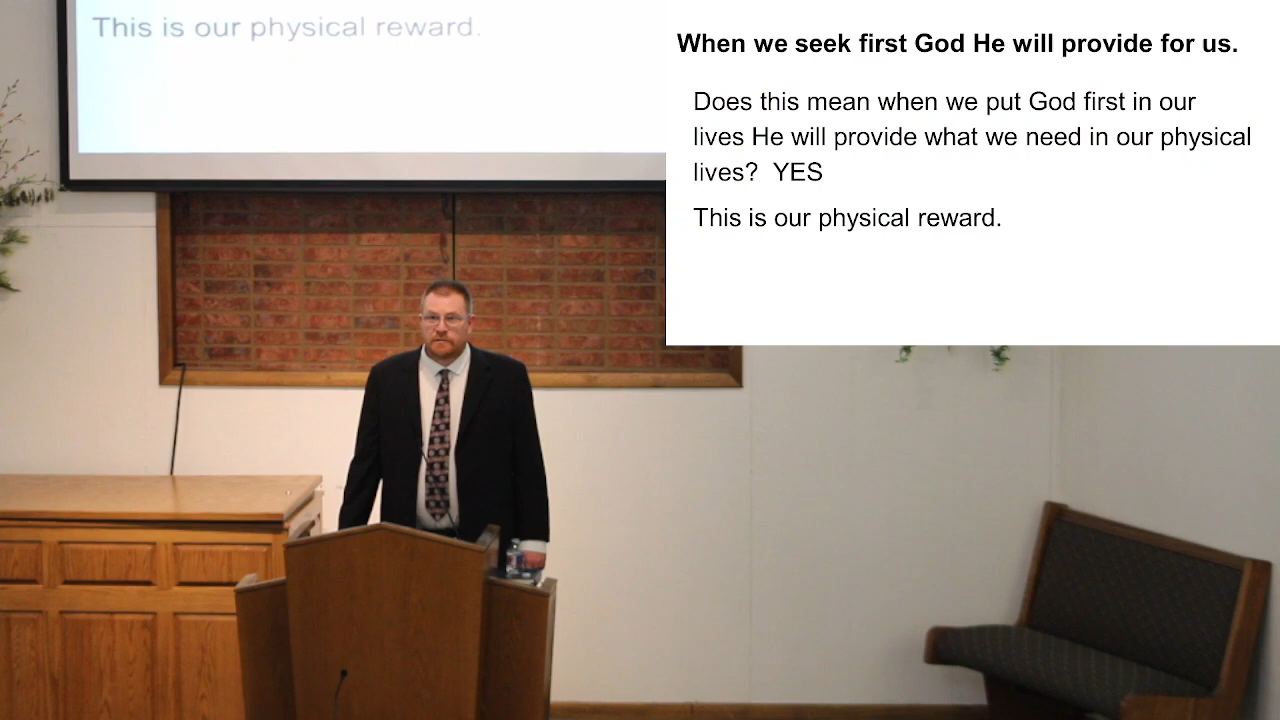 This is our physical reward.
When we seek first God He will provide for us.
Does this mean when we put God first in our
lives He will provide what we need in our physical
lives?  YES
This is our physical reward.